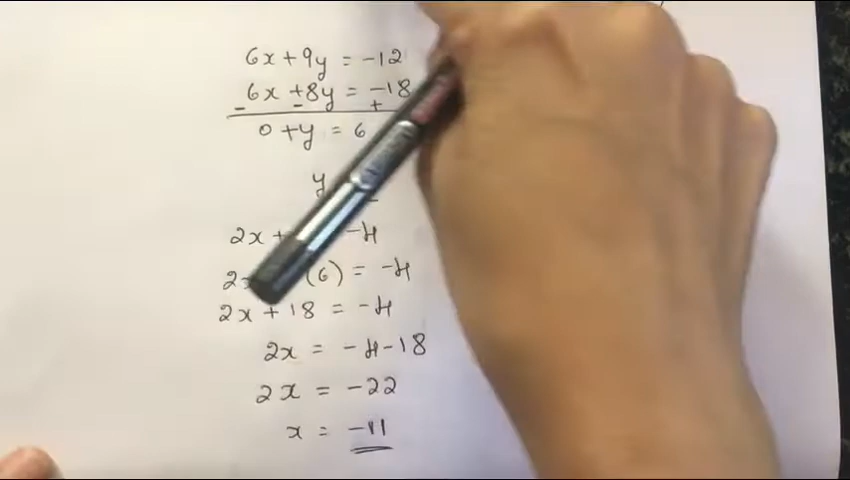 6x + 9y = -12
6x + 8y = -18
- - +
0 + y = 6
y
2x + -4
2x (6) = -4
2x + 18 = -4
2x = -4 - 18
2x = -22
x = -11